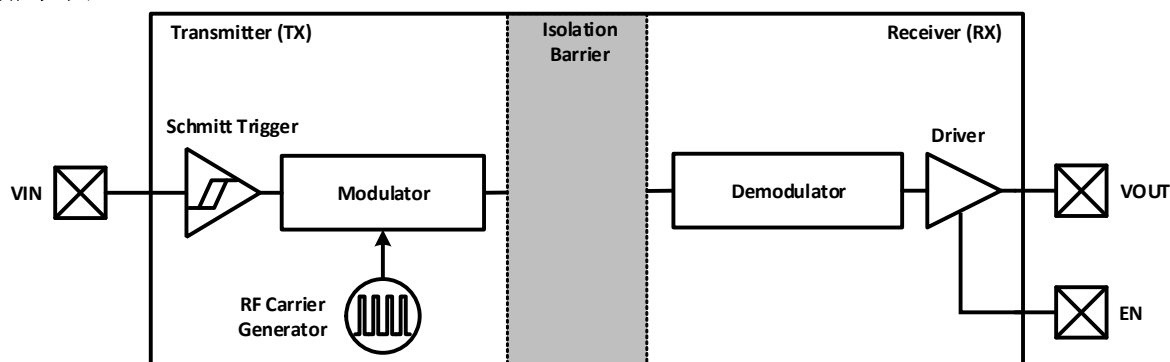 Transmitter (TX)
Isolation
Barrier
Receiver (RX)
Schmitt Trigger
Driver
VIN
Modulator
Demodulator
VOUT
RF Carrier
Generator
EN